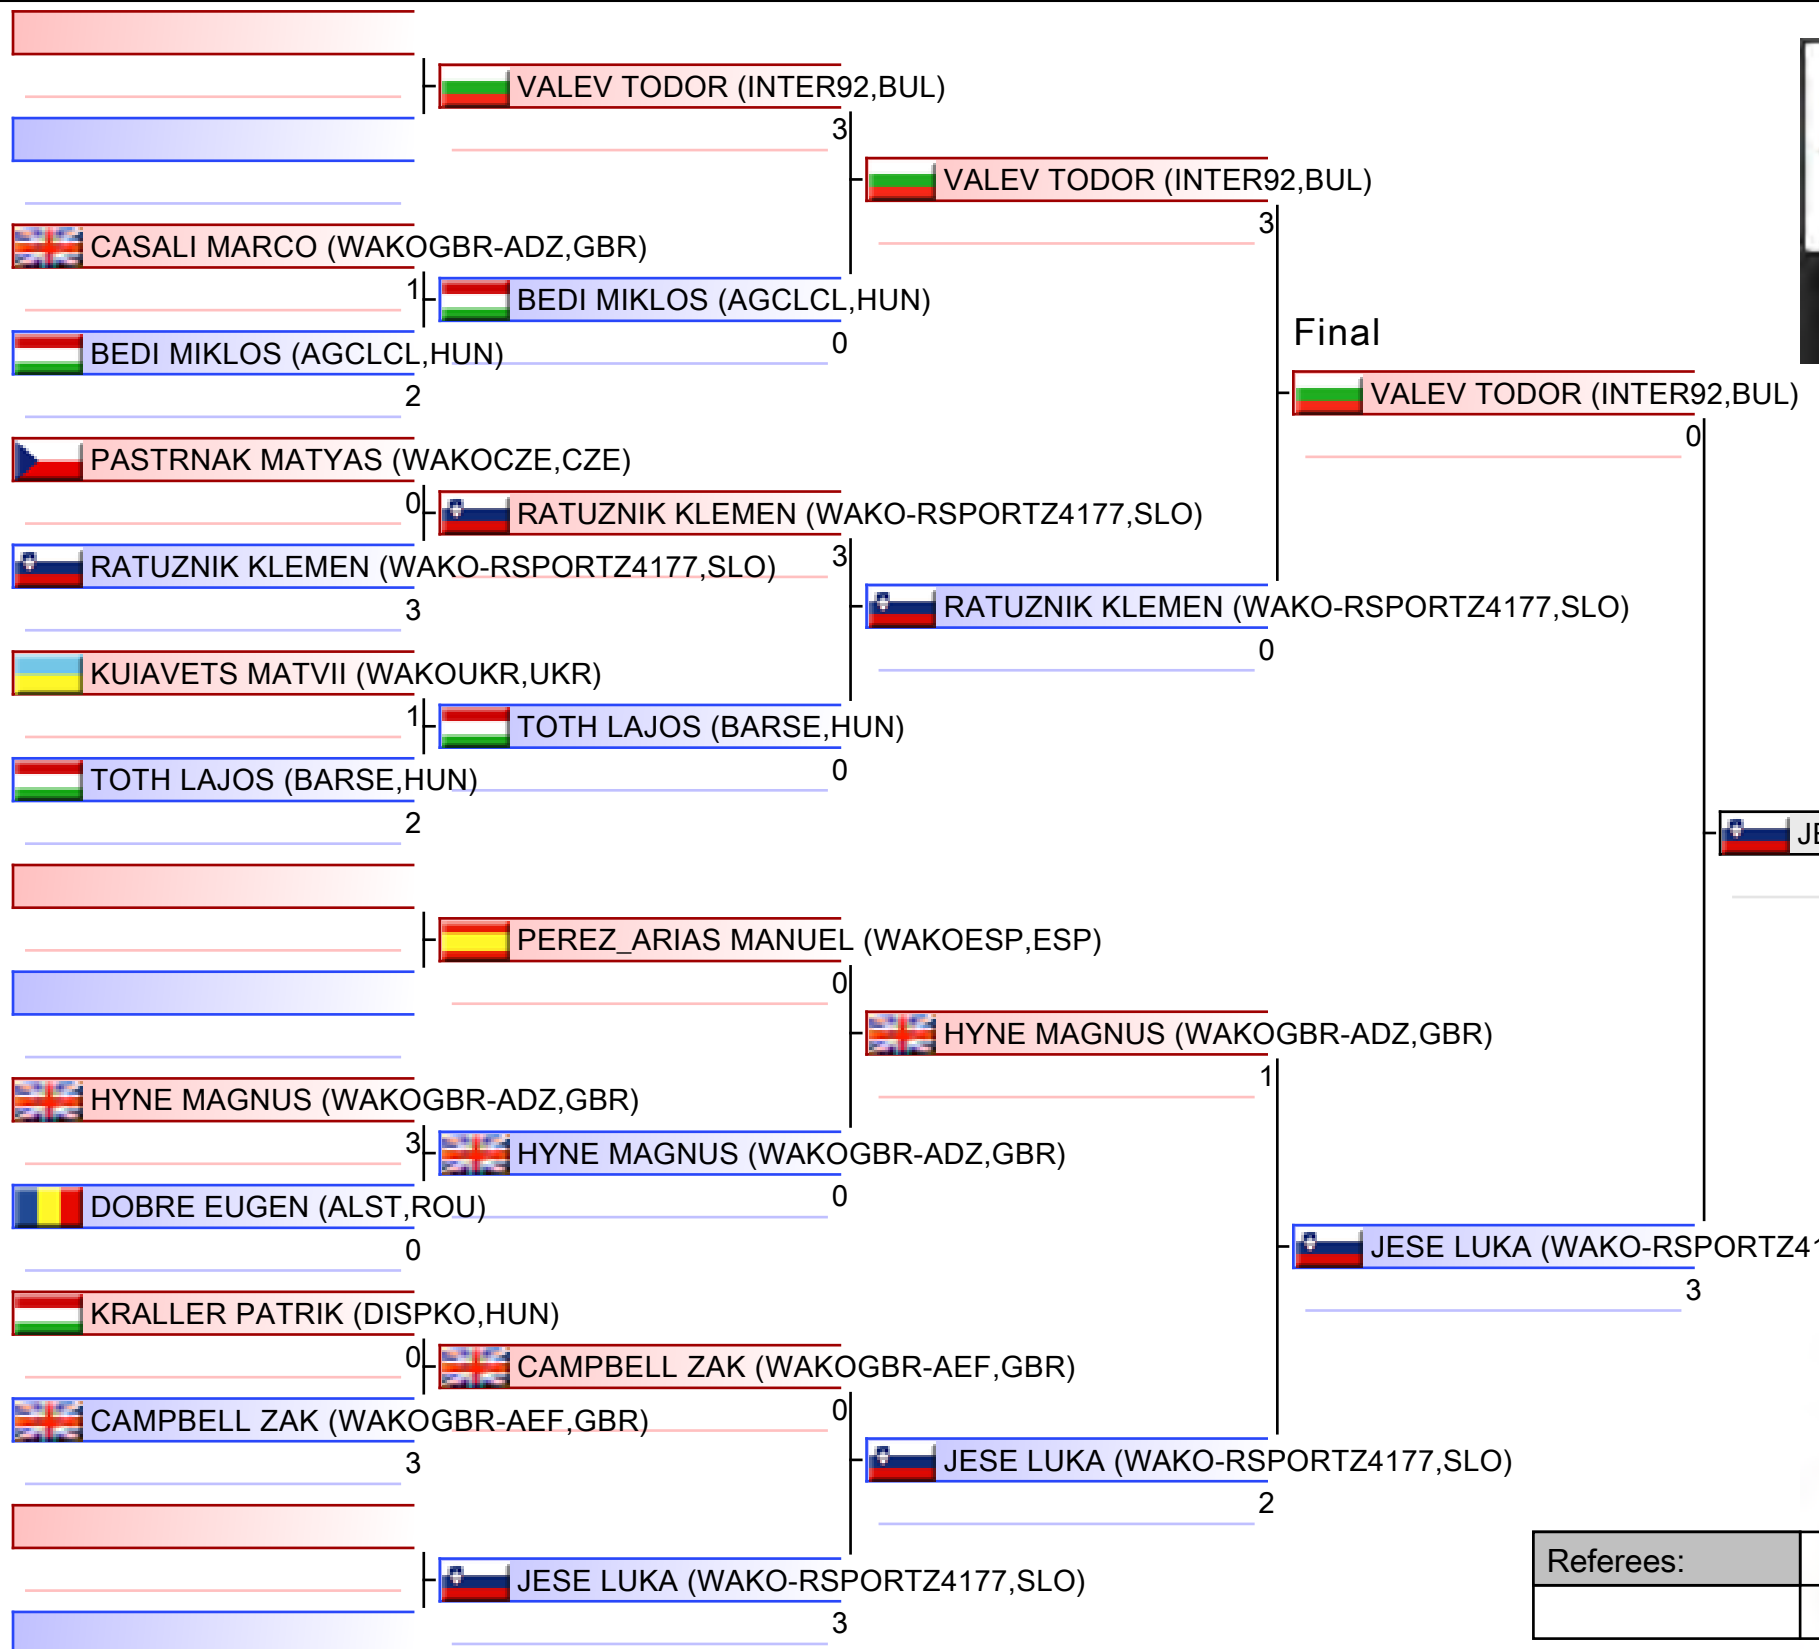 VALEV TODOR (INTER92,BUL)
3
VALEV TODOR (INTER92,BUL)
3
CASALI MARCO (WAKOGBR-ADZ,GBR)
1
BEDI MIKLOS (AGCLCL,HUN)
0
BEDI MIKLOS (AGCLCL,HUN)
2
Final
VALEV TODOR (INTER92,BUL)
0
PASTRNAK MATYAS (WAKOCZE,CZE)
0
RATUZNIK KLEMEN (WAKO-RSPORTZ4177,SLO)
3
RATUZNIK KLEMEN (WAKO-RSPORTZ4177,SLO)
3
RATUZNIK KLEMEN (WAKO-RSPORTZ4177,SLO)
0
KUIAVETS MATVII (WAKOUKR,UKR)
1
TOTH LAJOS (BARSE,HUN)
0
TOTH LAJOS (BARSE,HUN)
2
JE
PEREZ_ARIAS MANUEL (WAKOESP,ESP)
0
HYNE MAGNUS (WAKOGBR-ADZ,GBR)
1
HYNE MAGNUS (WAKOGBR-ADZ,GBR)
3
HYNE MAGNUS (WAKOGBR-ADZ,GBR)
0
DOBRE EUGEN (ALST,ROU)
0
JESE LUKA (WAKO-RSPORTZ41
3
KRALLER PATRIK (DISPKO,HUN)
0
CAMPBELL ZAK (WAKOGBR-AEF,GBR)
0
CAMPBELL ZAK (WAKOGBR-AEF,GBR)
3
JESE LUKA (WAKO-RSPORTZ4177,SLO)
2
JESE LUKA (WAKO-RSPORTZ4177,SLO)
3
Referees: